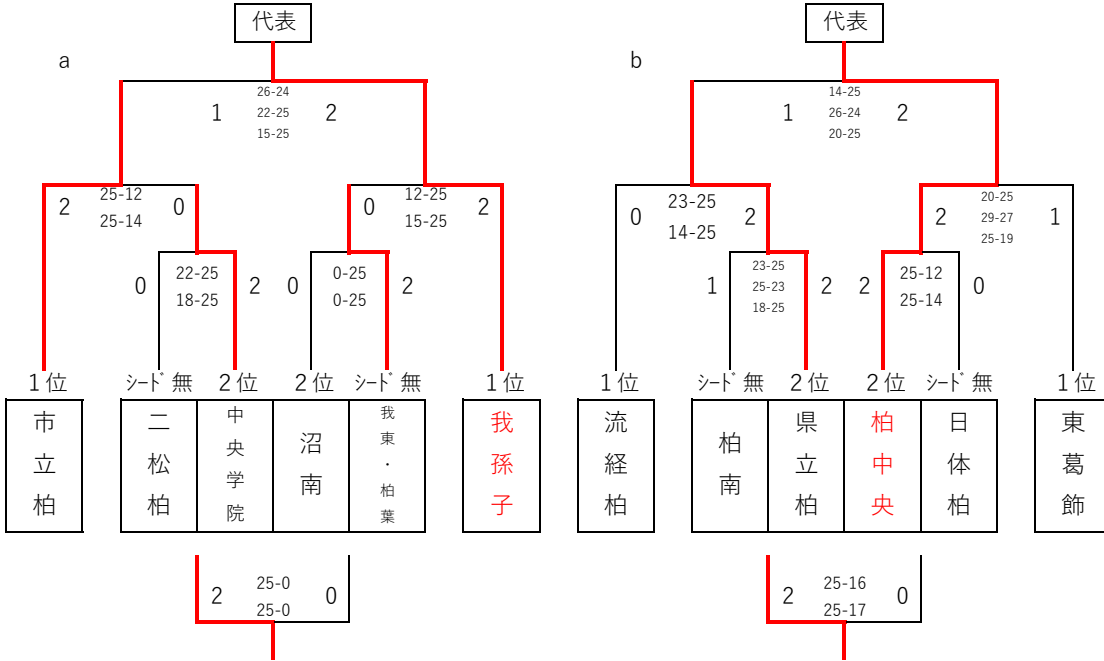 代表
a
1
26-24
22-25
15-25
2
2
25-12
25-14
0
0
12-25
15-25
2
0
22-25
18-25
2
0
0-25
0-25
2
1位
ｼｰﾄﾞ無
2位
2位
ｼｰﾄﾞ無
1位
市立柏
二松柏
中央学院
沼南
我東・柏葉
我孫子
2
25-0
25-0
0
代表
b
1
14-25
26-24
20-25
2
0
23-25
14-25
2
2
20-25
29-27
25-19
1
1
23-25
25-23
18-25
2
2
25-12
25-14
0
1位
ｼｰﾄﾞ無
2位
2位
ｼｰﾄﾞ無
1位
流経柏
柏南
県立柏
柏中央
日体柏
東葛飾
2
25-16
25-17
0